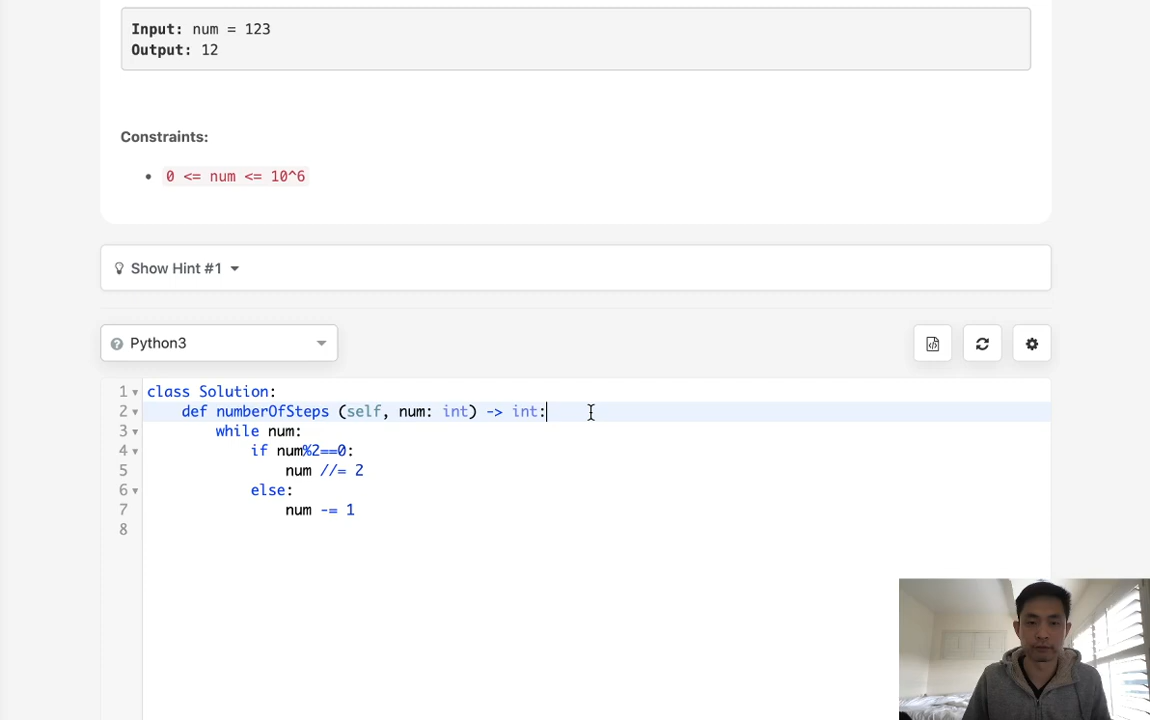 Input: num = 123
Output: 12
Constraints:
• 0 <= num <= 10^6
Show Hint #1
Python3
1 class Solution:
2 def numberOfSteps (self, num: int) -> int:
3 while num:
4 if num%2==0:
5 num //= 2
6 else:
7 num -= 1
8